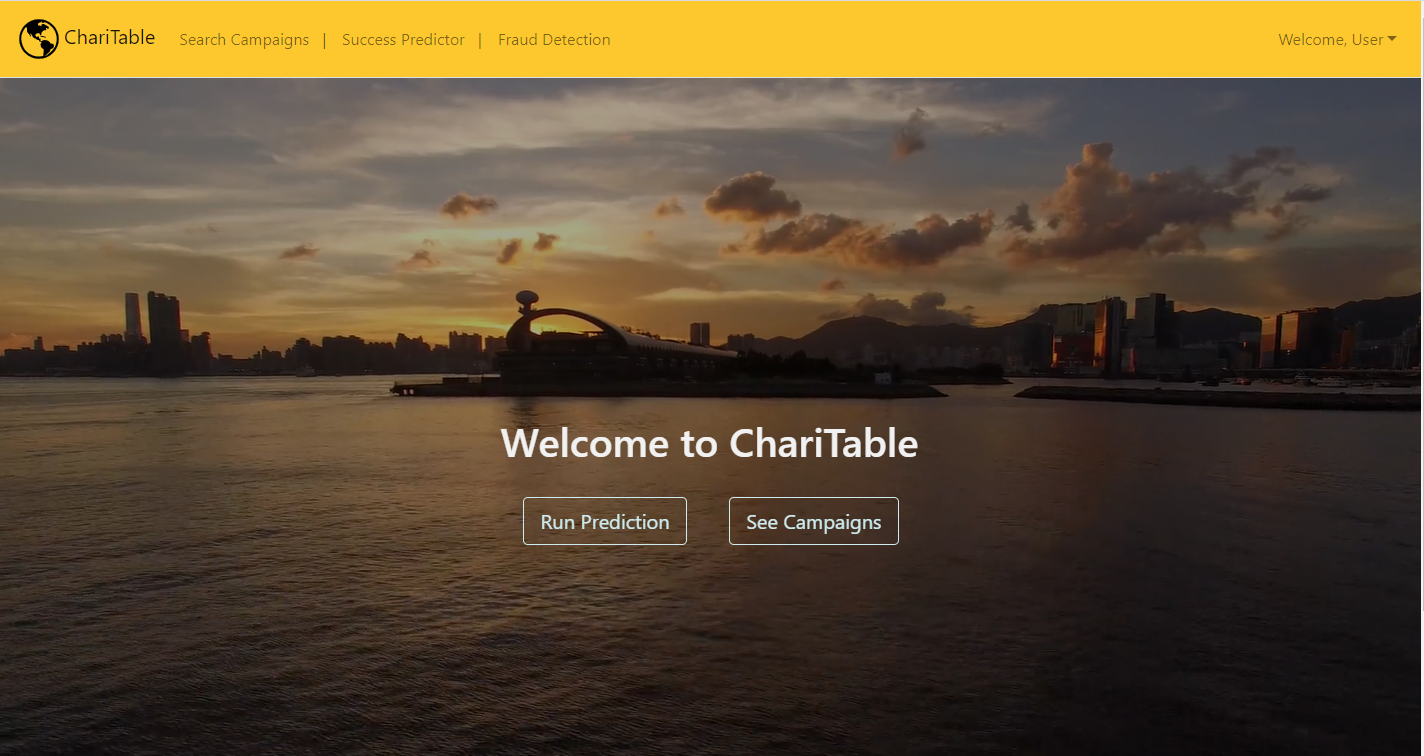 ChariTable Search Campaigns | Success Predictor | Fraud Detection Welcome, User
Welcome to ChariTable
Run Prediction See Campaigns